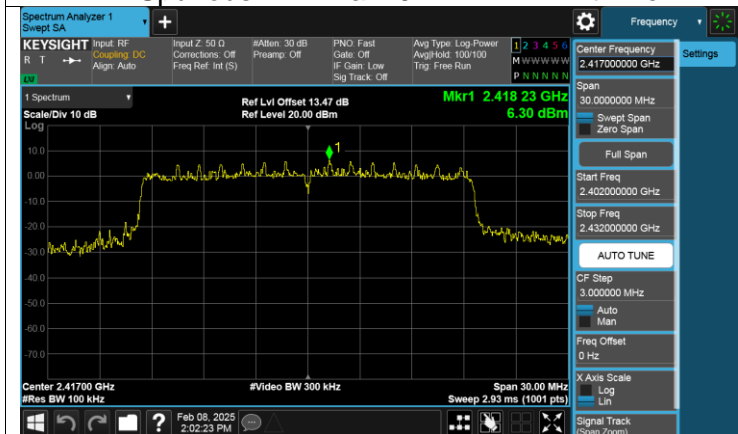 Spectrum Analyzer 1
Swept SA
Frequency
KEYSIGHT
R T
LW
Input: RF
Coupling: DC
Align: Auto
Input Z: 50 Ω
Corrections: Off
Freq Ref: Int (S)
#Atten: 30 dB
Preamp: Off
PNO: Fast
Gate: Off
IF Gain: Low
Sig Track: Off
Avg Type: Log-Power
Avg|Hold: 100/100
Trig: Free Run
1 2 3 4 5 6
M W W W W W
P N N N N N
Center Frequency
2.417000000 GHz
Settings
Span
30.0000000 MHz
Swept Span
Zero Span
Full Span
Start Freq
2.402000000 GHz
Stop Freq
2.432000000 GHz
AUTO TUNE
CF Step
3.000000 MHz
Auto
Man
Freq Offset
0 Hz
X Axis Scale
Log
Lin
Signal Track
(Span Zoom)
1 Spectrum
Scale/Div 10 dB
Log
Ref Lvl Offset 13.47 dB
Ref Level 20.00 dBm
Mkr1 2.418 23 GHz
6.30 dBm
1
10.0
0.00
-10.0
-20.0
-30.0
-40.0
-50.0
-60.0
-70.0
Center 2.41700 GHz
#Res BW 100 kHz
#Video BW 300 kHz
Span 30.00 MHz
Sweep 2.93 ms (1001 pts)
?
Feb 08, 2025
2:02:23 PM